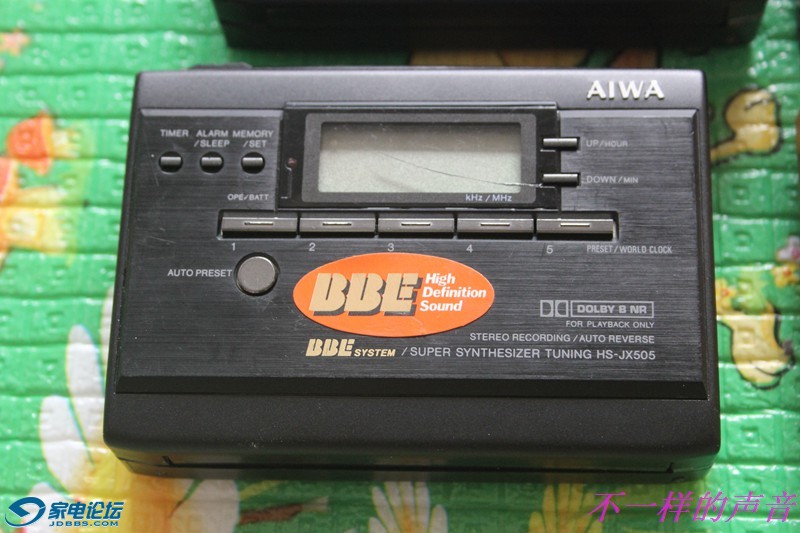 AIWA
TIMER ALARM /SLEEP MEMORY /SET
UP/HOUR
DOWN/MIN
kHz / MHz
OPE/BATT
1 2 3 4 5 PRESET/WORLD CLOCK
AUTO PRESET
BBE High Definition Sound
DOLBY B NR
FOR PLAYBACK ONLY
STEREO RECORDING / AUTO REVERSE
BBE SYSTEM / SUPER SYNTHESIZER TUNING HS-JX505
家电论坛
JDBBS.COM
不一样的声音